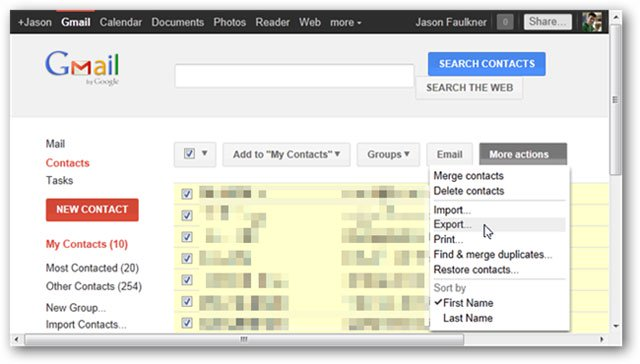 +Jason Gmail Calendar Documents Photos Reader Web more Jason Faulkner 0 Share...
Gmail
by Google
SEARCH CONTACTS
SEARCH THE WEB
Mail
Contacts
Tasks
Add to "My Contacts" Groups Email More actions
NEW CONTACT
My Contacts (10)
Most Contacted (20)
Other Contacts (254)
New Group...
Import Contacts...
Merge contacts
Delete contacts
Import...
Export...
Print...
Find & merge duplicates...
Restore contacts...
Sort by
✔First Name
Last Name